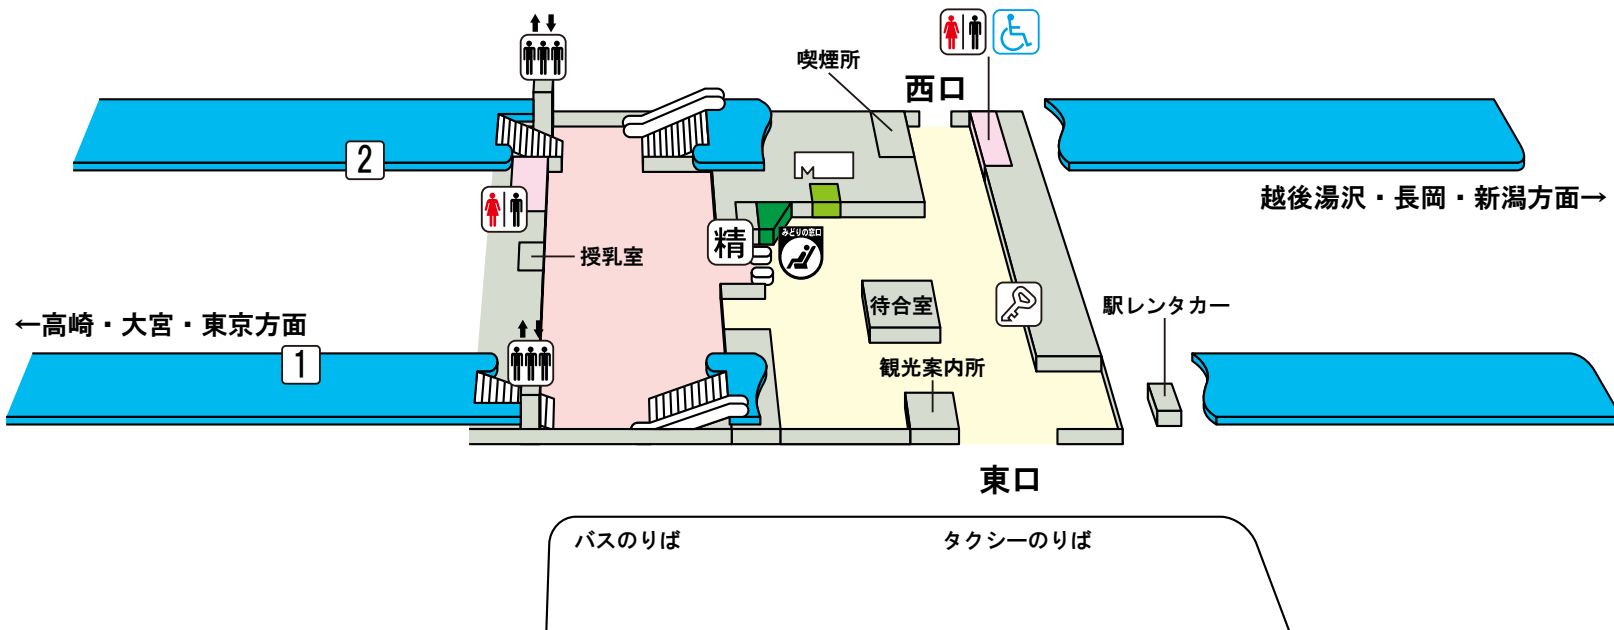 喫煙所
西口
2
越後湯沢・長岡・新潟方面→
精
みどりの窓口
授乳室
待合室
駅レンタカー
←高崎・大宮・東京方面
1
観光案内所
東口
バスのりば
タクシーのりば